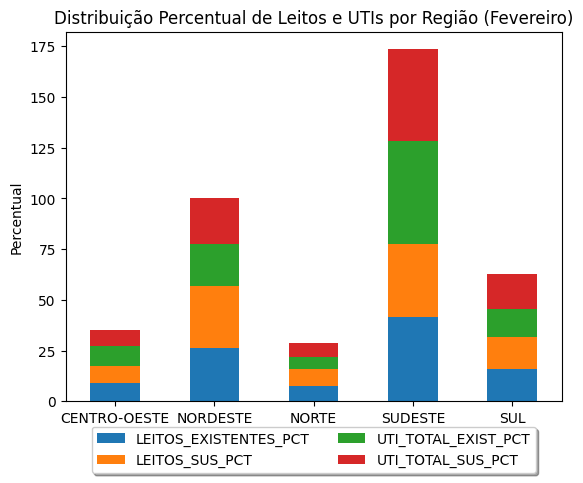 Distribuição Percentual de Leitos e UTIs por Região (Fevereiro)
175
150
125
100
75
50
25
0
Percentual
CENTRO-OESTE NORDESTE NORTE SUDESTE SUL
LEITOS_EXISTENTES_PCT UTI_TOTAL_EXIST_PCT
LEITOS_SUS_PCT UTI_TOTAL_SUS_PCT